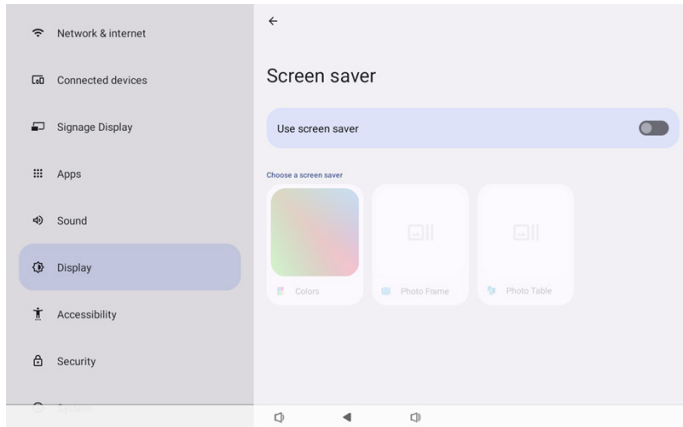 Network & internet
Connected devices
Signage Display
Apps
Sound
Display
Accessibility
Security
Screen saver
Use screen saver
Choose a screen saver
Colors
Photo Frame
Photo Table